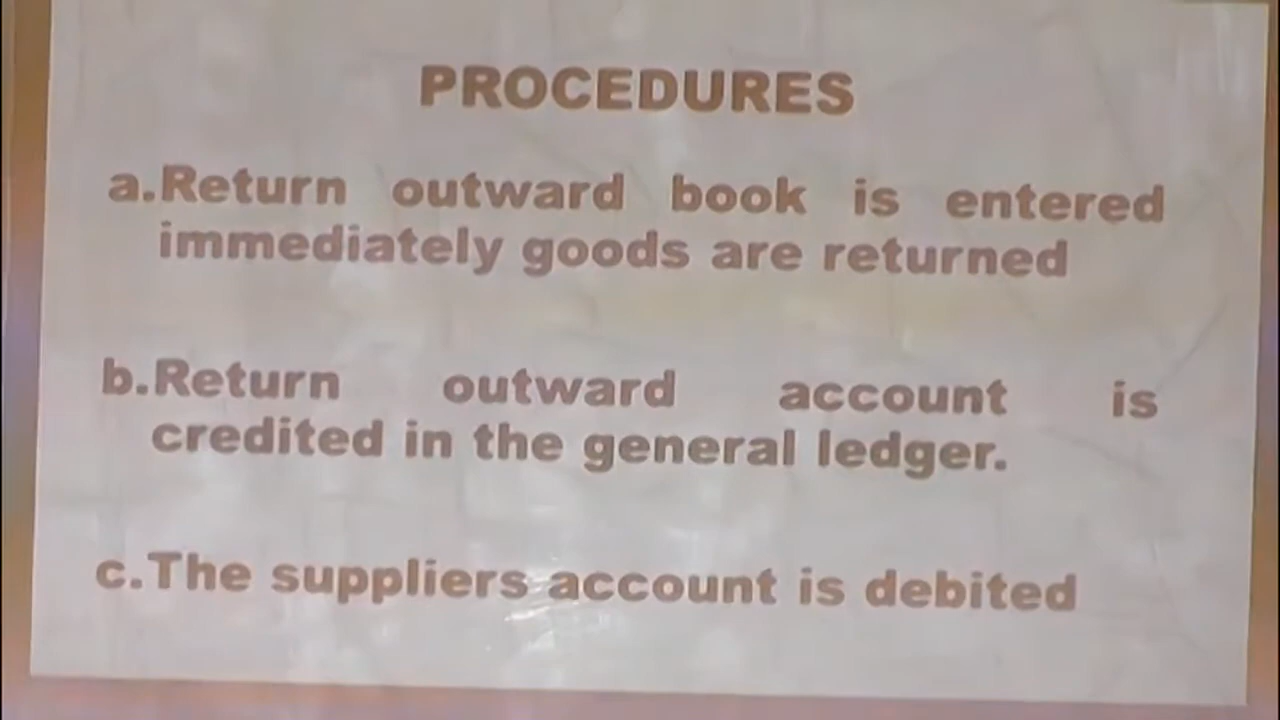 PROCEDURES
a.Return outward book is entered
immediately goods are returned
b.Return outward account is
credited in the general ledger.
c.The suppliers account is debited